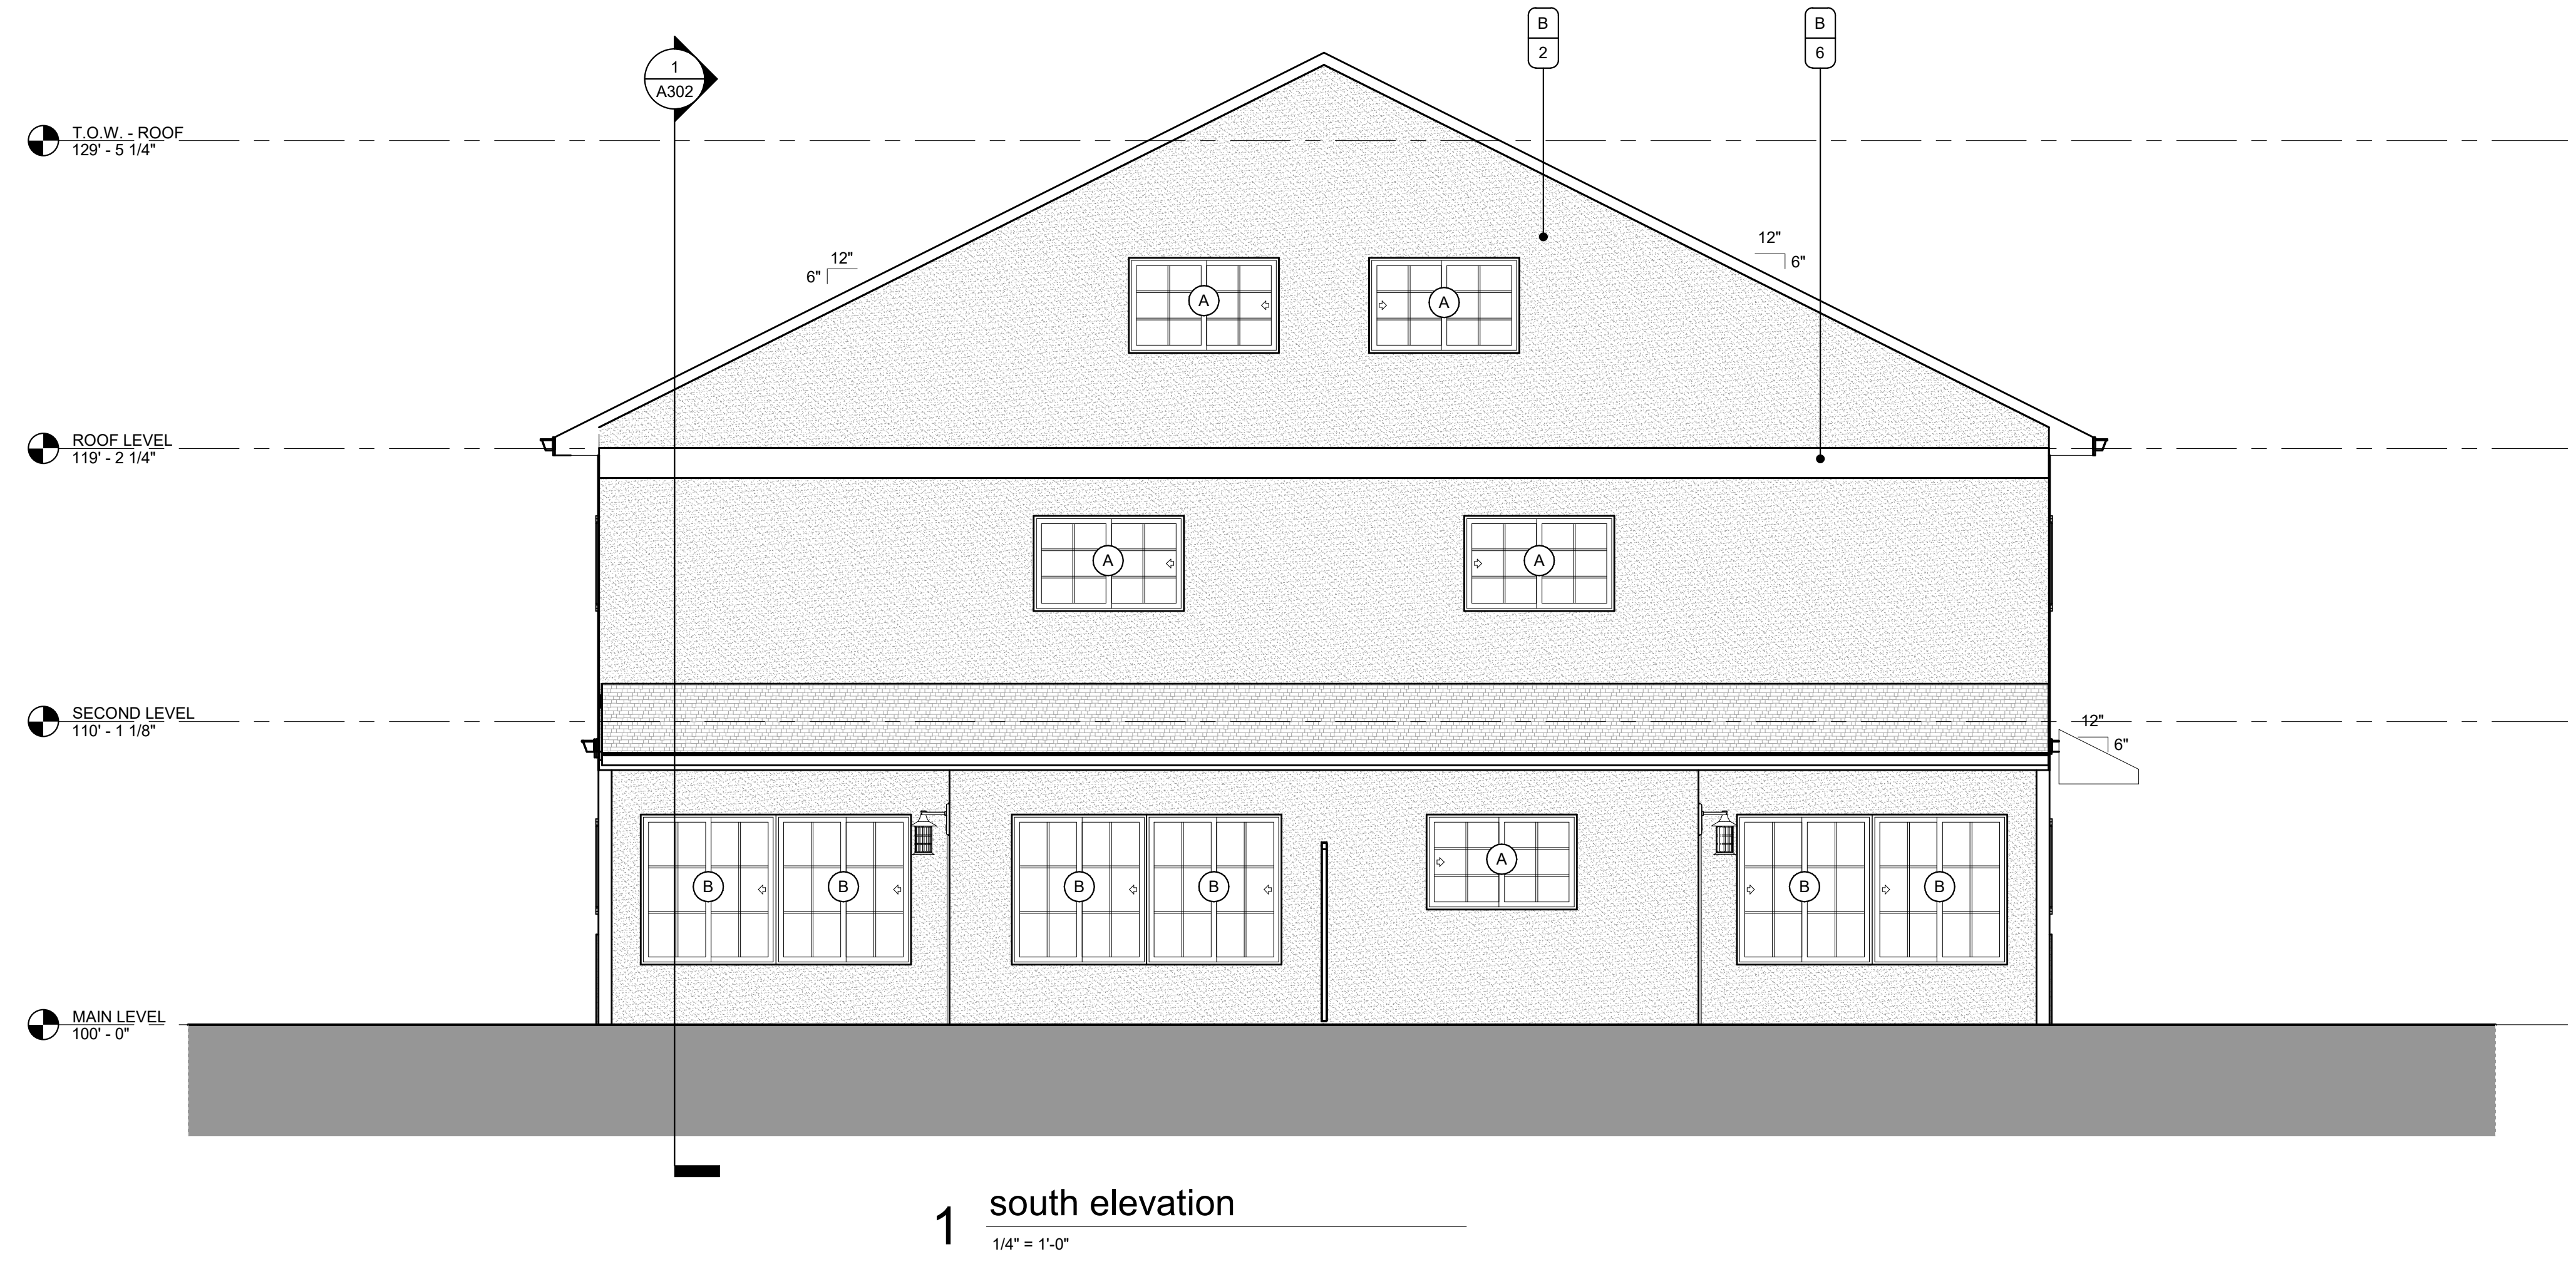 B
2
B
6
1
A302
T.O.W. - ROOF
129' - 5 1/4"
12"
6"
12"
6"
A
A
ROOF LEVEL
119' - 2 1/4"
A
A
SECOND LEVEL
110' - 1 1/8"
12"
6"
A
B
B
B
B
B
B
MAIN LEVEL
100' - 0"
1
south elevation
1/4" = 1'-0"